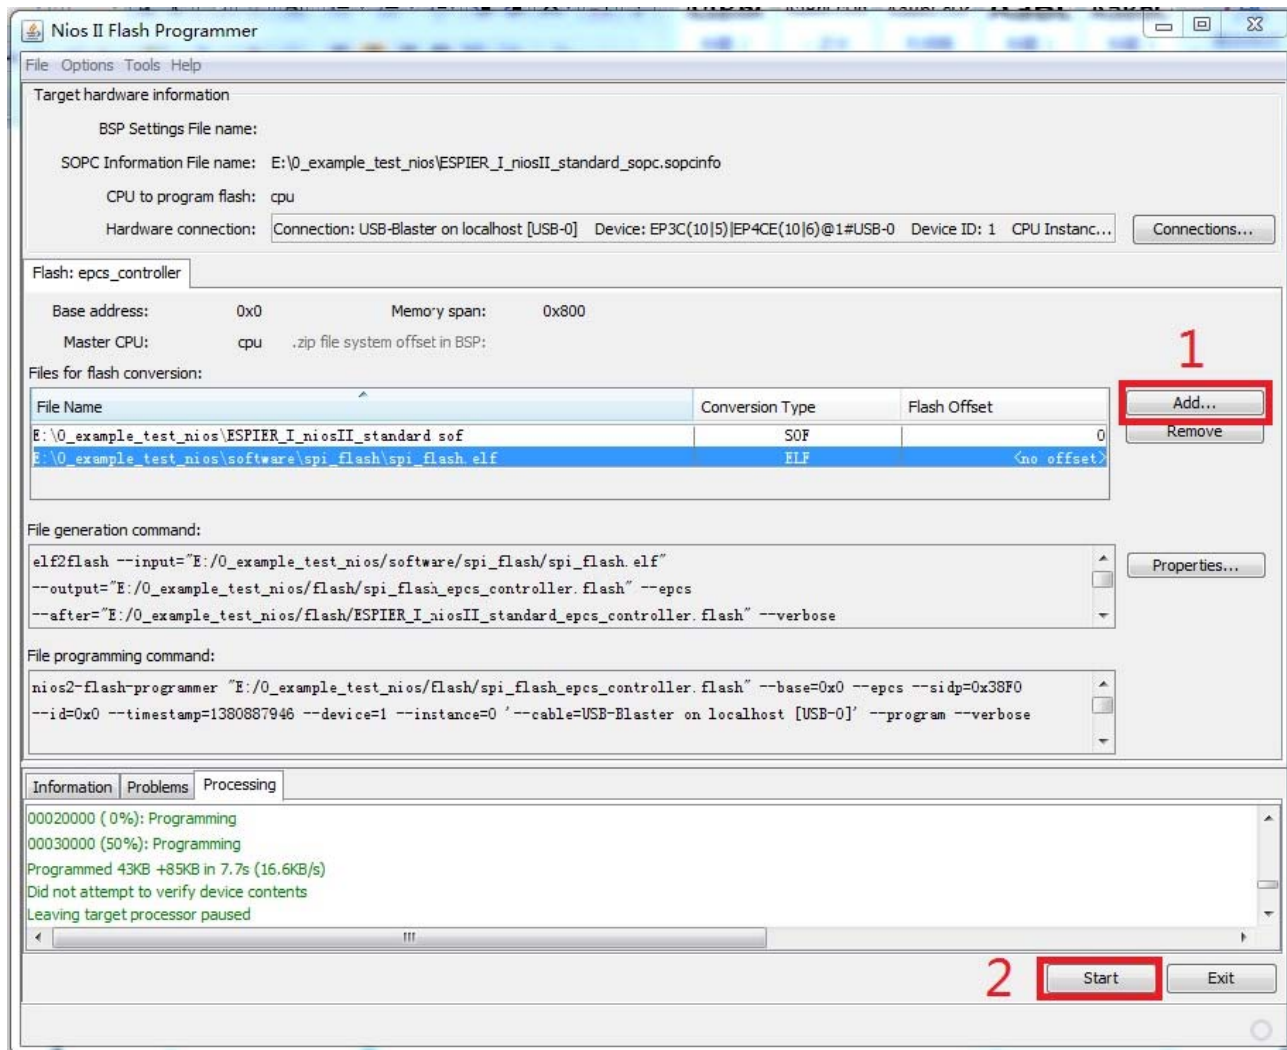 Nios II Flash Programmer
File Options Tools Help
Target hardware information
BSP Settings File name:
SOPC Information File name: E:\0_example_test_nios\ESPIER_I_niosII_standard_sopc.sopcinfo
CPU to program flash: cpu
Hardware connection: Connection: USB-Blaster on localhost [USB-0] Device: EP3C(10|5)|EP4CE(10|6)@1#USB-0 Device ID: 1 CPU Instanc... Connections...
Flash: epcs_controller
Base address: 0x0 Memory span: 0x800
Master CPU: cpu .zip file system offset in BSP:
1
Files for flash conversion:
File Name Conversion Type Flash Offset Add...
E:\0_example_test_nios\ESPIER_I_niosII_standard sof SOF 0 Remove
E:\0_example_test_nios\software\spi_flash\spi_flash.elf ELF <no offset>
File generation command:
elf2flash --input="E:/0_example_test_nios/software/spi_flash/spi_flash.elf"
--output="E:/0_example_test_nios/flash/spi_flash_epcs_controller.flash" --epcs Properties...
--after="E:/0_example_test_nios/flash/ESPIER_I_niosII_standard_epcs_controller.flash" --verbose
File programming command:
nios2-flash-programmer "E:/0_example_test_nios/flash/spi_flash_epcs_controller.flash" --base=0x0 --epcs --sidp=0x38F0
--id=0x0 --timestamp=1380887946 --device=1 --instance=0 '--cable=USB-Blaster on localhost [USB-0]' --program --verbose
Information Problems Processing
00020000 ( 0%): Programming
00030000 (50%): Programming
Programmed 43KB +85KB in 7.7s (16.6KB/s)
Did not attempt to verify device contents
Leaving target processor paused
2 Start Exit